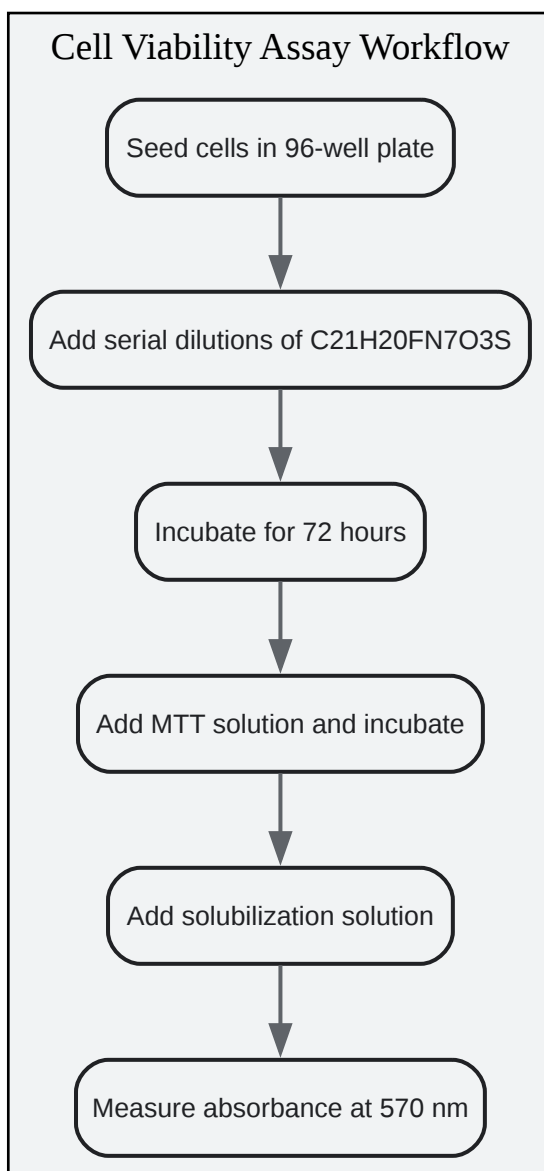 Cell Viability Assay Workflow
Seed cells in 96-well plate
Add serial dilutions of C21H20FN7O3S
Incubate for 72 hours
Add MTT solution and incubate
Add solubilization solution
Measure absorbance at 570 nm